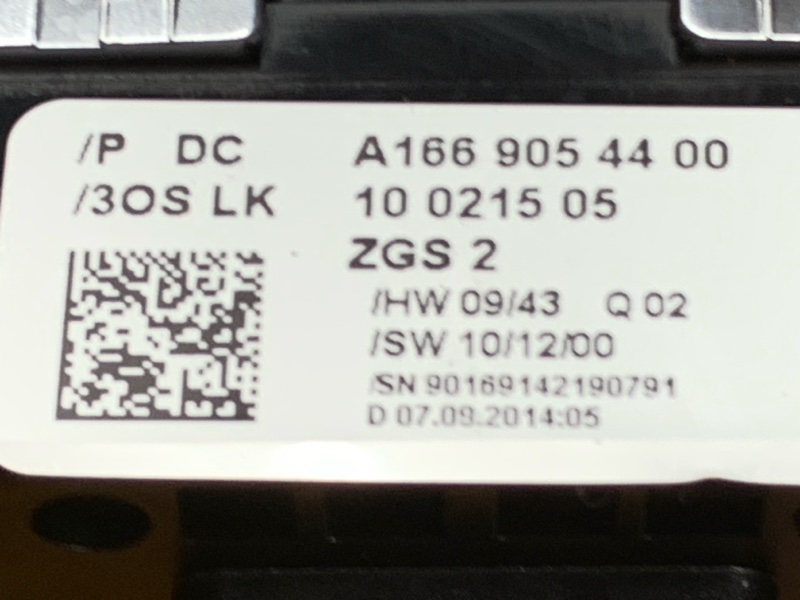 /P DC A166 905 44 00
/3OS LK 10 0215 05
ZGS 2
/HW 09/43 Q 02
/SW 10/12/00
/SN 90169142190791
D 07.08.2014:05